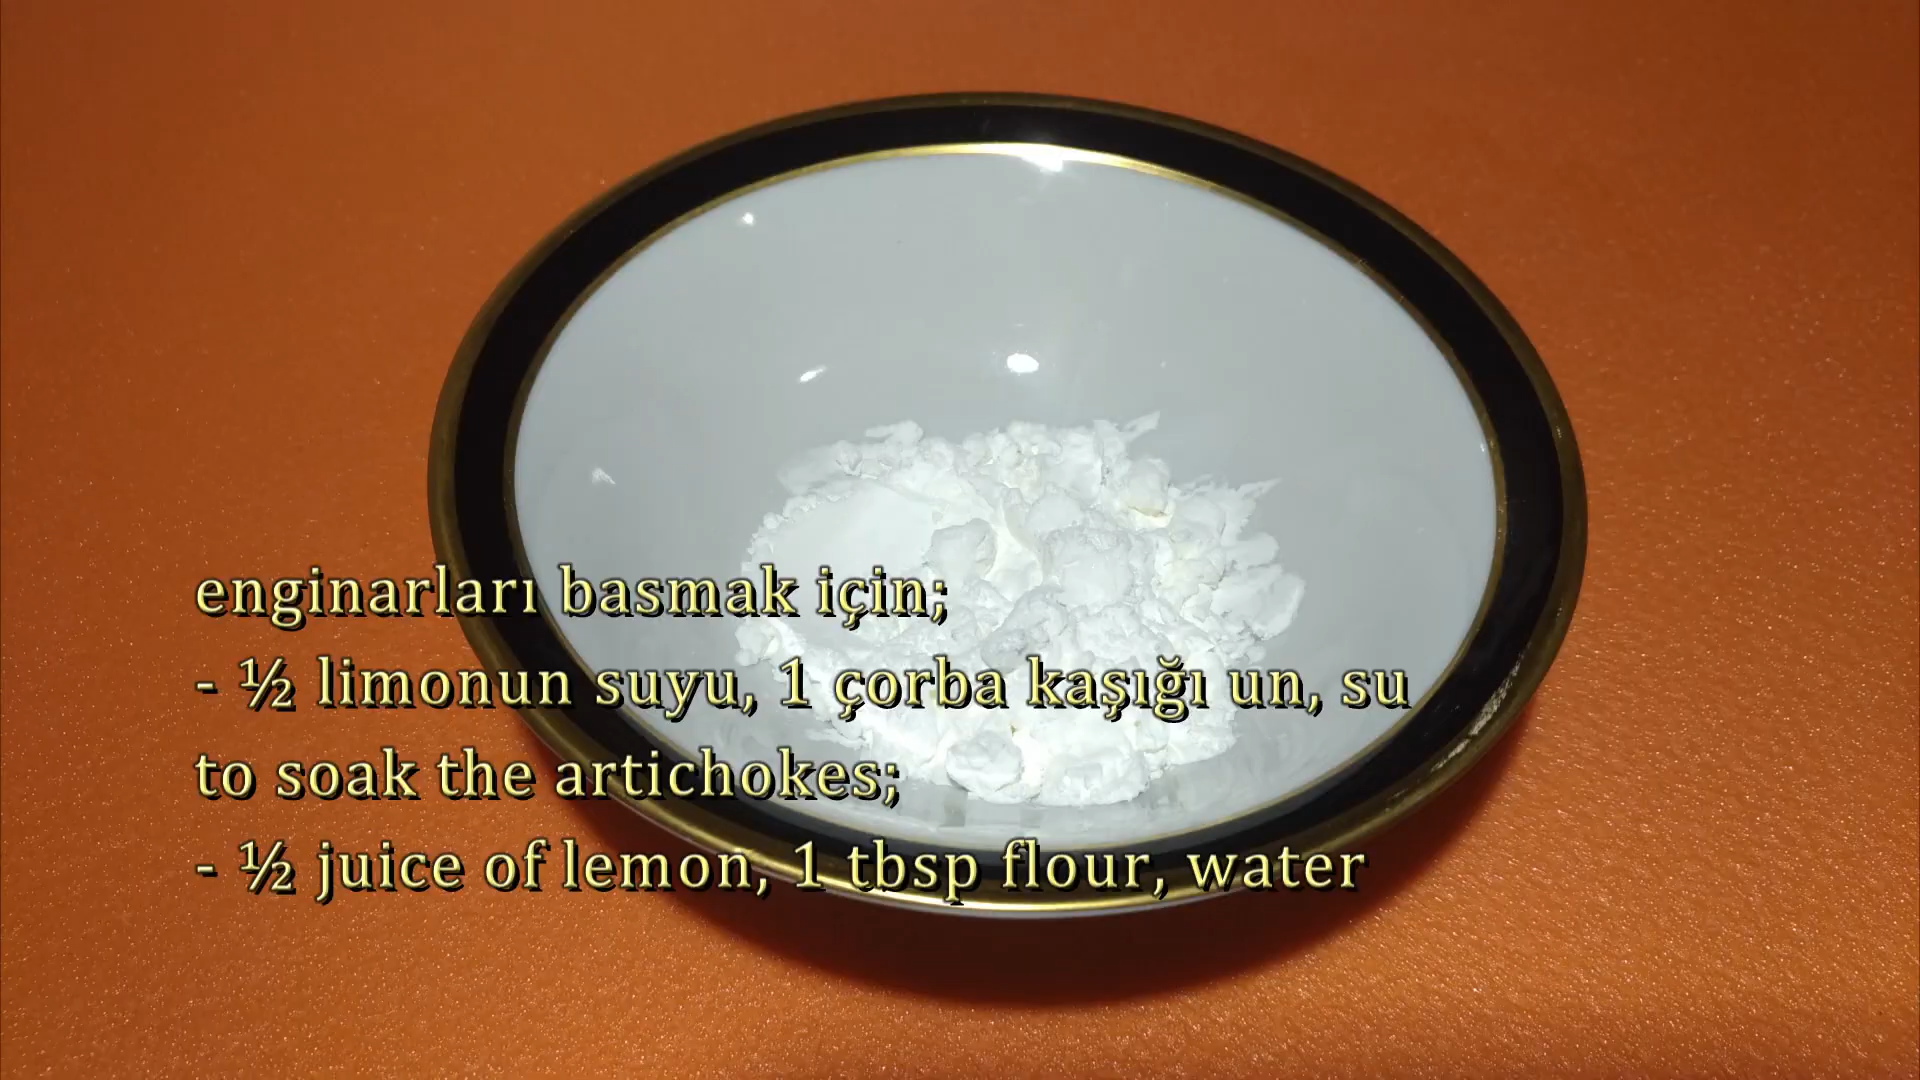 enginarları basmak için;
- ½ limonun suyu, 1 çorba kaşığı un, su
to soak the artichokes;
- ½ juice of lemon, 1 tbsp flour, water